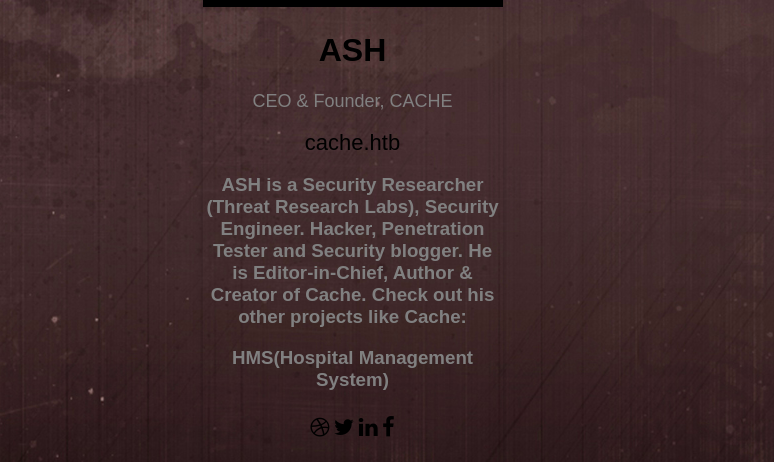 ASH
CEO & Founder, CACHE
cache.htb
ASH is a Security Researcher
(Threat Research Labs), Security
Engineer. Hacker, Penetration
Tester and Security blogger. He
is Editor-in-Chief, Author &
Creator of Cache. Check out his
other projects like Cache:
HMS(Hospital Management
System)